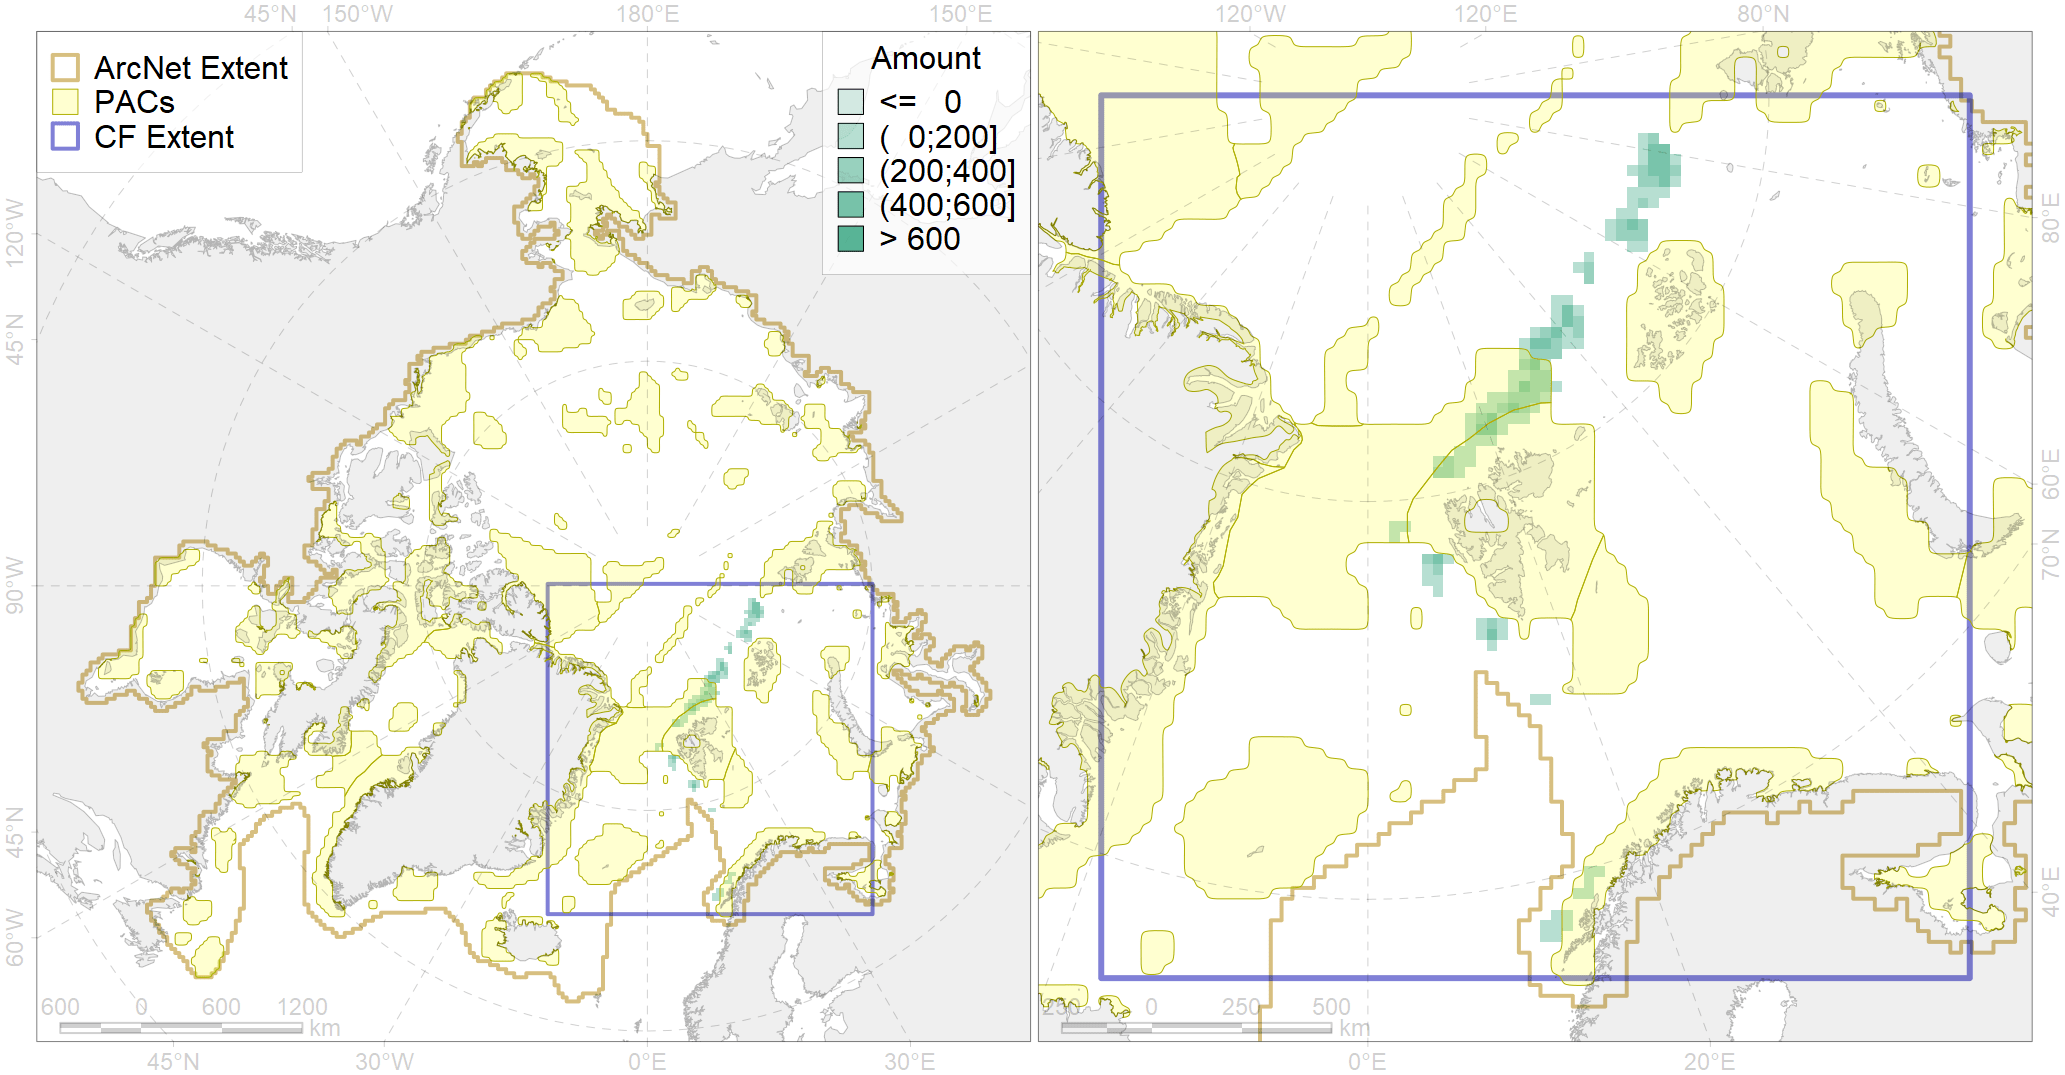 45°N 150°W 180°E 150°E 120°W 120°E 80°N
ArcNet Extent
PACs
CF Extent
Amount
<= 0
( 0;200]
(200;400]
(400;600]
> 600
120°W
45°N
90°W
45°N
60°W
80°E
60°E
70°N
40°E
600 0 600 1200
km
250 0 250 500
km
45°N 30°W 0°E 30°E 0°E 20°E